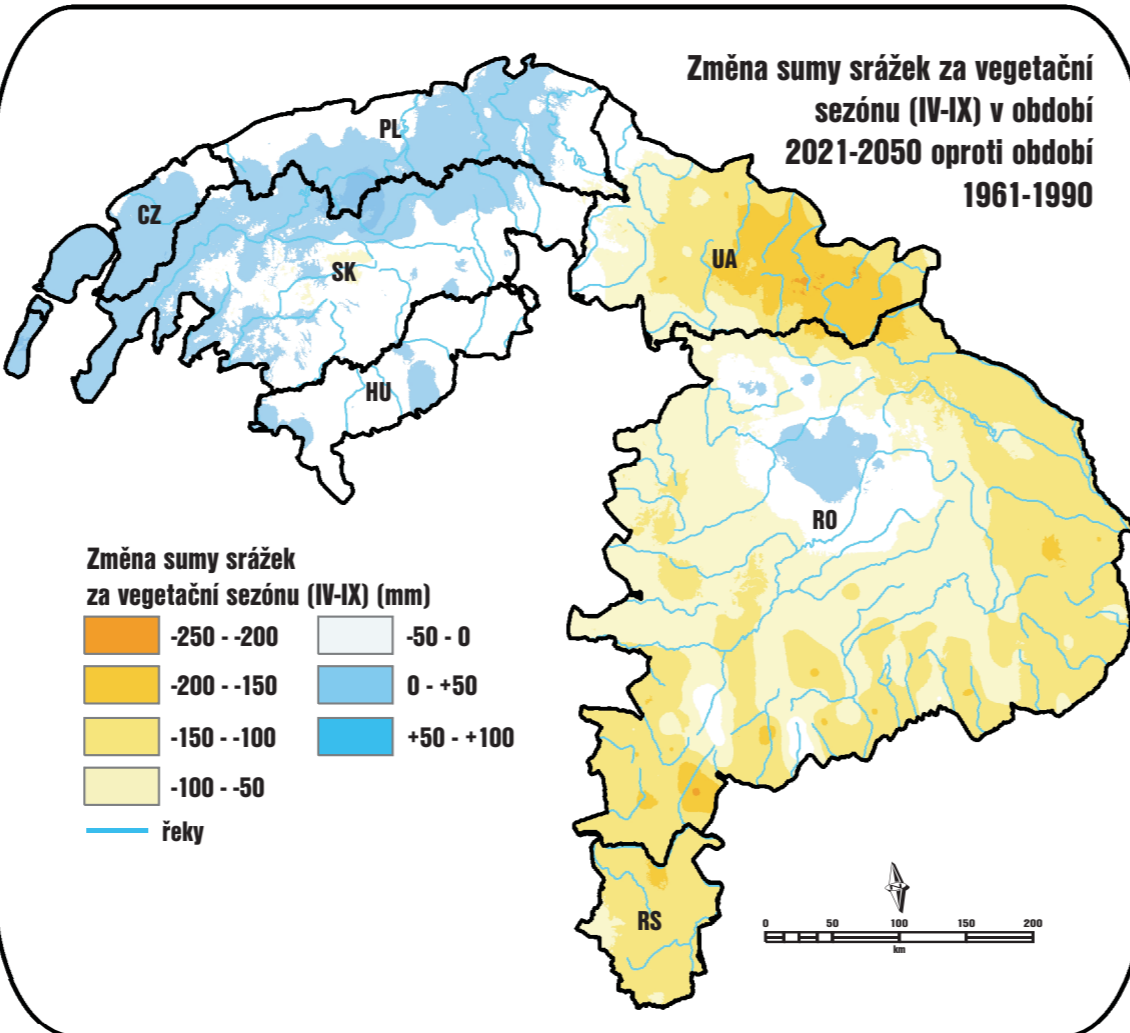 Změna sumy srážek za vegetační
sezónu (IV-IX) v období
2021-2050 oproti období
1961-1990
PL
CZ
SK
UA
HU
RO
RS
Změna sumy srážek
za vegetační sezónu (IV-IX) (mm)
-250 - -200
-50 - 0
-200 - -150
0 - +50
-150 - -100
+50 - +100
-100 - -50
řeky
0 50 100 150 200
km